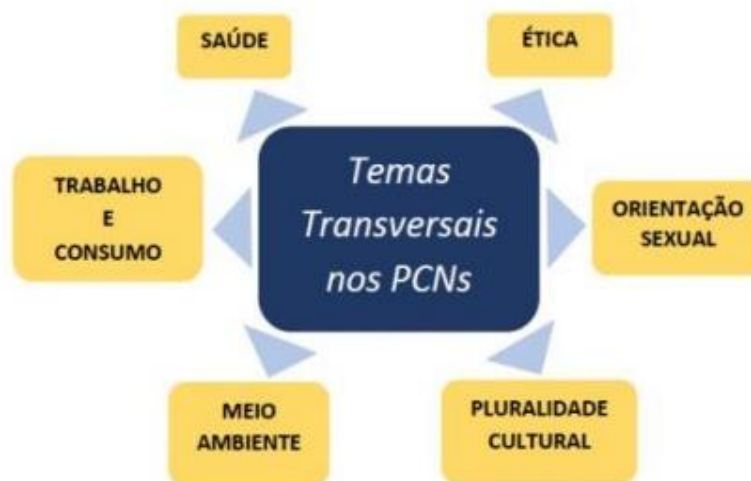 SAÚDE
ÉTICA
Temas
Transversais
nos PCNs
TRABALHO
E
CONSUMO
ORIENTAÇÃO
SEXUAL
MEIO
AMBIENTE
PLURALIDADE
CULTURAL